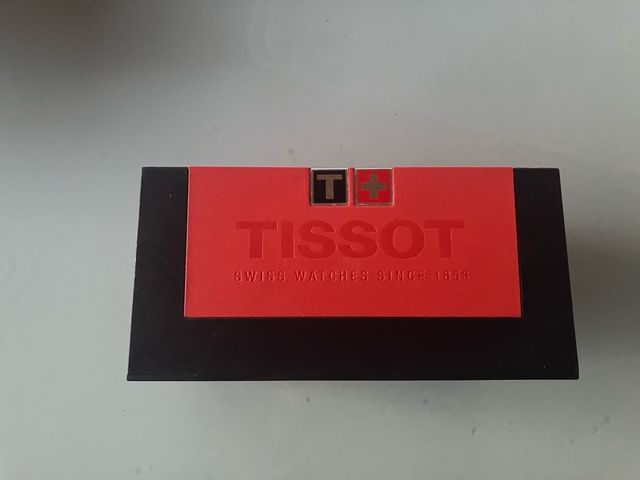 T+
TISSOT
SWISS WATCHES SINCE 1853